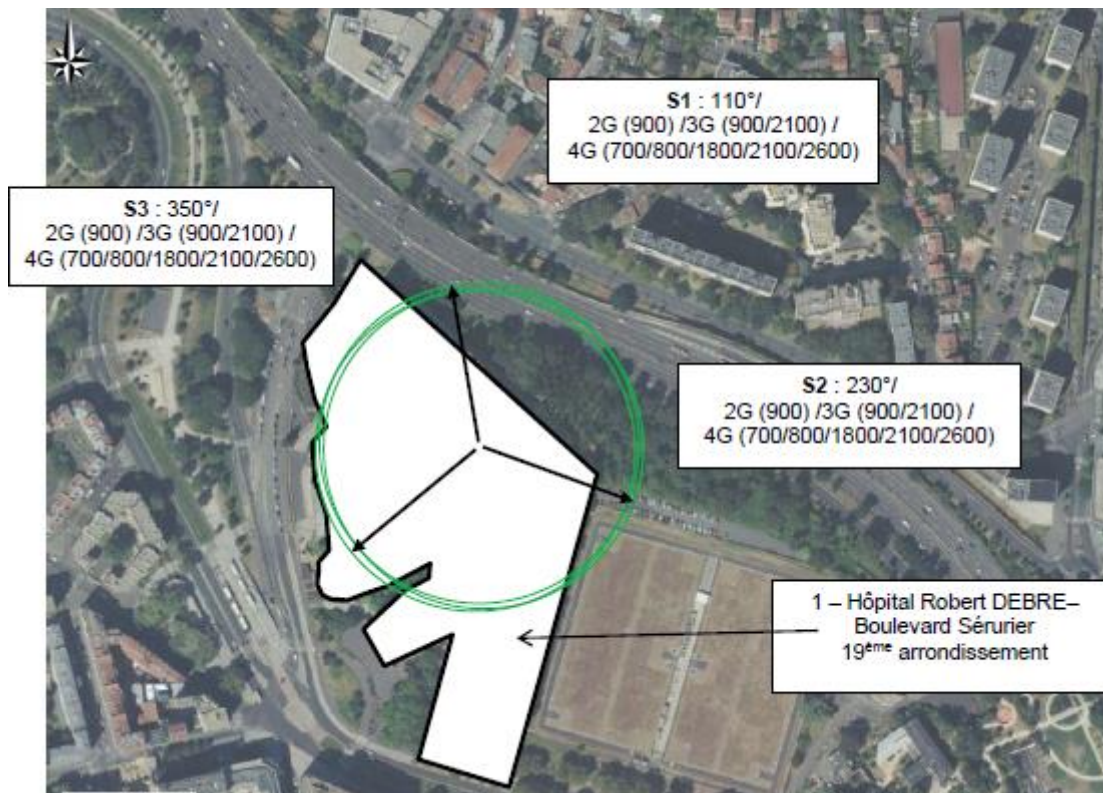 S1 : 110°/
2G (900) /3G (900/2100) /
4G (700/800/1800/2100/2600)
S3 : 350°/
2G (900) /3G (900/2100) /
4G (700/800/1800/2100/2600)
S2 : 230°/
2G (900) /3G (900/2100) /
4G (700/800/1800/2100/2600)
1 – Hôpital Robert DEBRE–
Boulevard Sérurier
19ème arrondissement